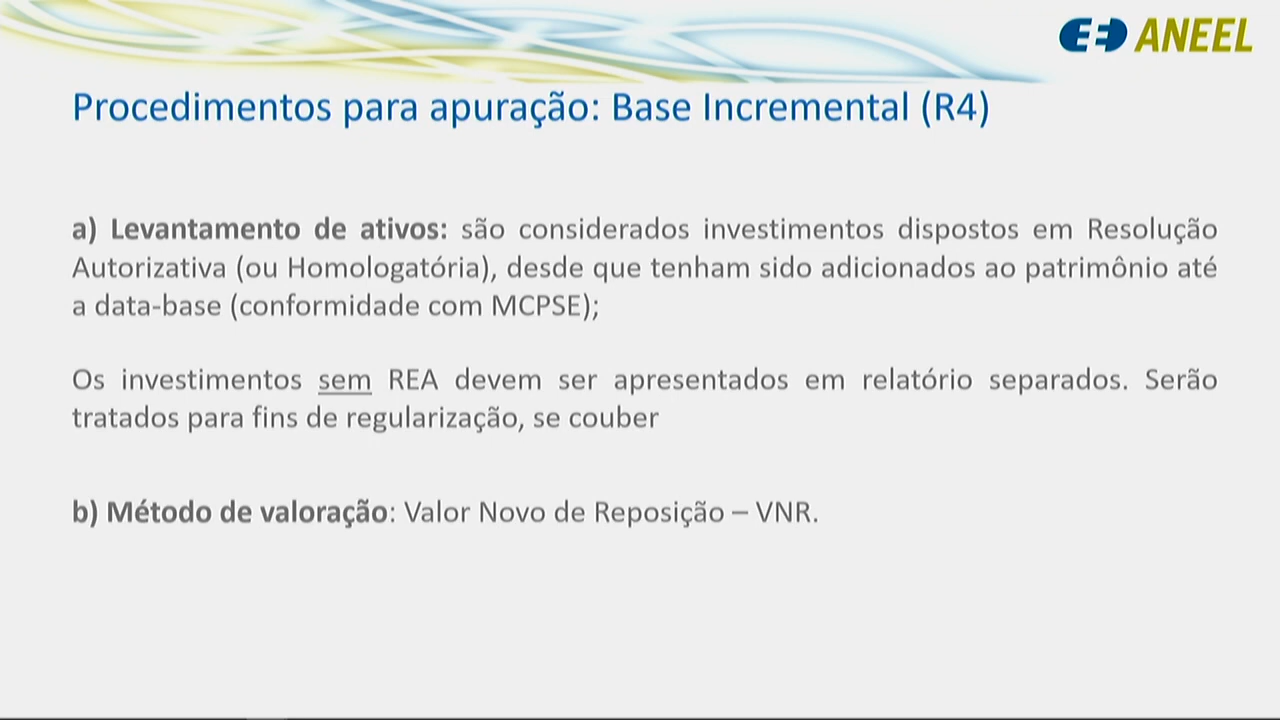 ANEEL
Procedimentos para apuração: Base Incremental (R4)
a) Levantamento de ativos: são considerados investimentos dispostos em Resolução
Autorizativa (ou Homologatória), desde que tenham sido adicionados ao patrimônio até
a data-base (conformidade com MCPSE);
Os investimentos sem REA devem ser apresentados em relatório separados. Serão
tratados para fins de regularização, se couber
b) Método de valoração: Valor Novo de Reposição – VNR.